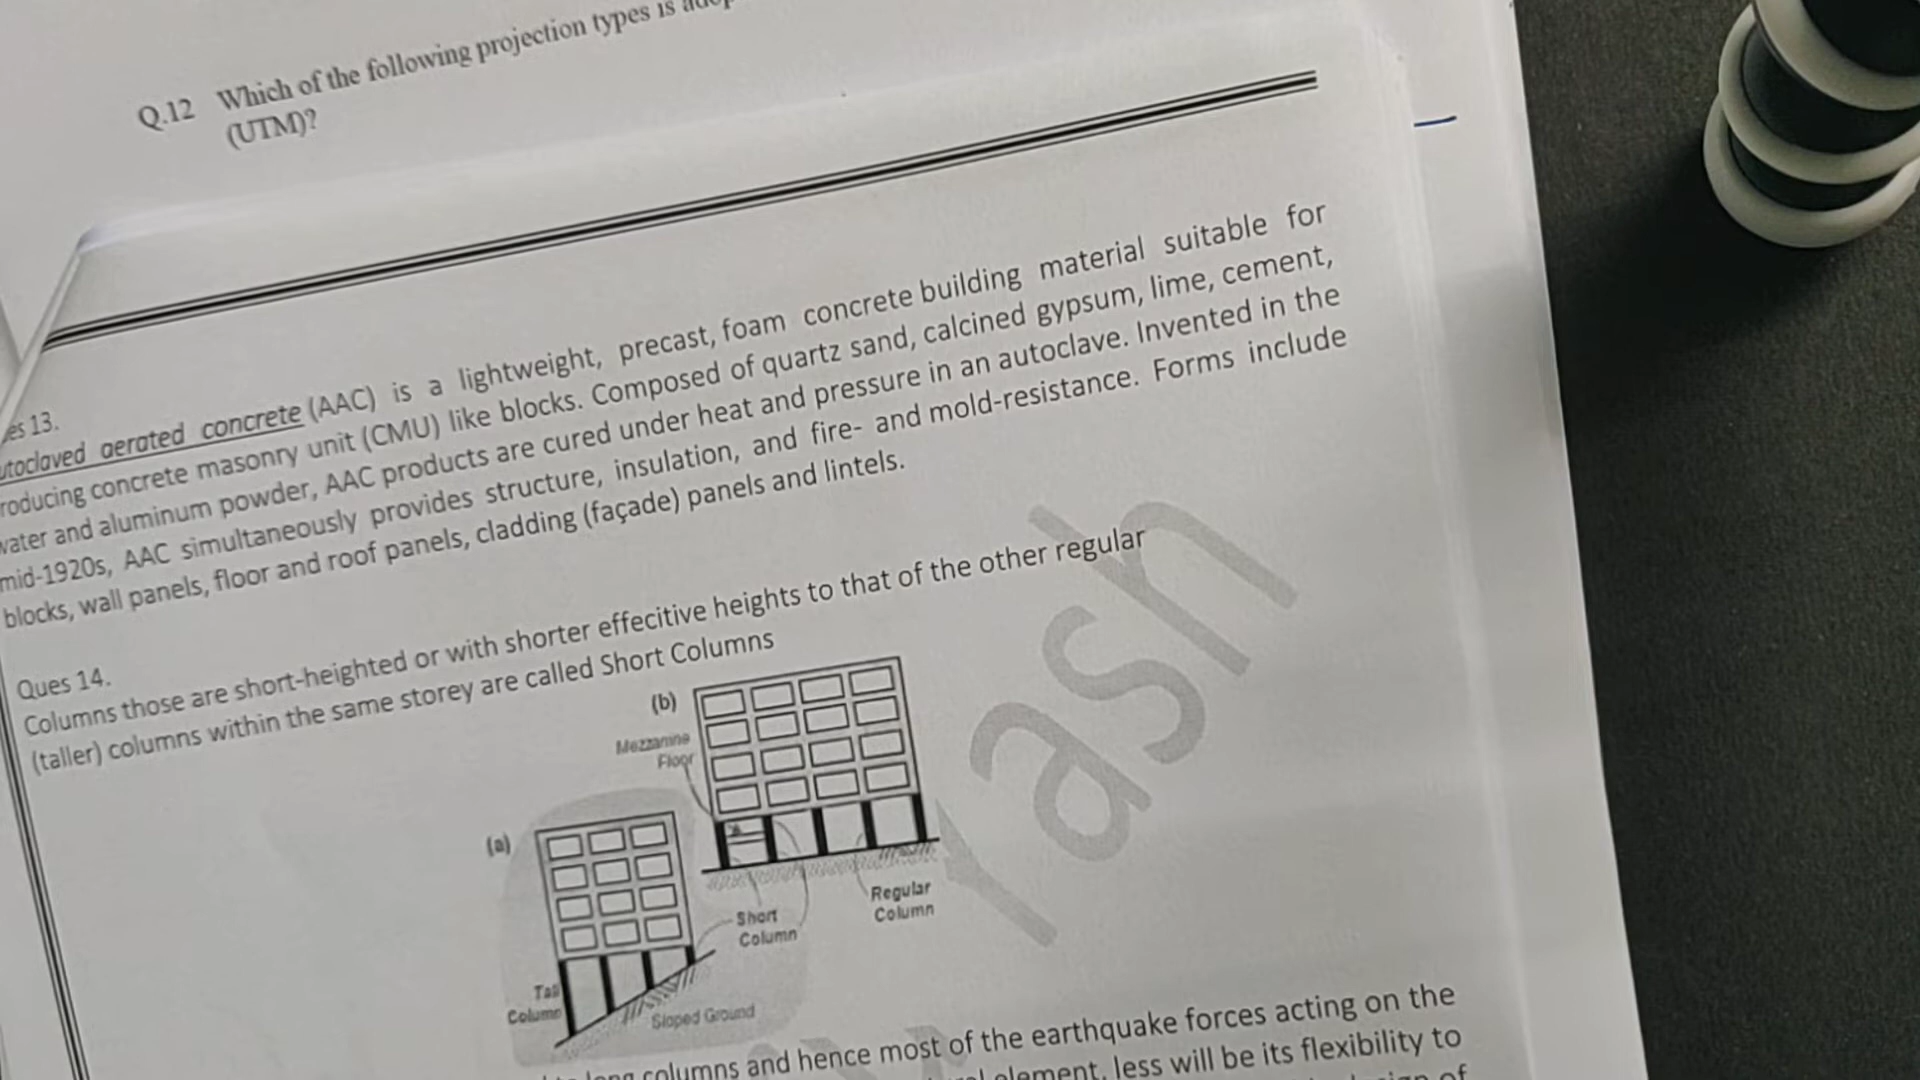 Q.12 Which of the following projection types is
(UTM)?
13.
aerated concrete (AAC) is a lightweight, precast, foam concrete building material suitable for
concrete masonry unit (CMU) like blocks. Composed of quartz sand, calcined gypsum, lime, cement,
and aluminum powder, AAC products are cured under heat and pressure in an autoclave. Invented in the
mid-1920s, AAC simultaneously provides structure, insulation, and fire- and mold-resistance. Forms include
blocks, wall panels, floor and roof panels, cladding (façade) panels and lintels.
Ques 14.
Columns those are short-heighted or with shorter effecitive heights to that of the other regular
(taller) columns within the same storey are called Short Columns
(b)
Mezzanine
Floor
(a)
Regular
Column
Short
Column
Tall
Column
Sloped Ground
Yash
long columns and hence most of the earthquake forces acting on the
element, less will be its flexibility to
of